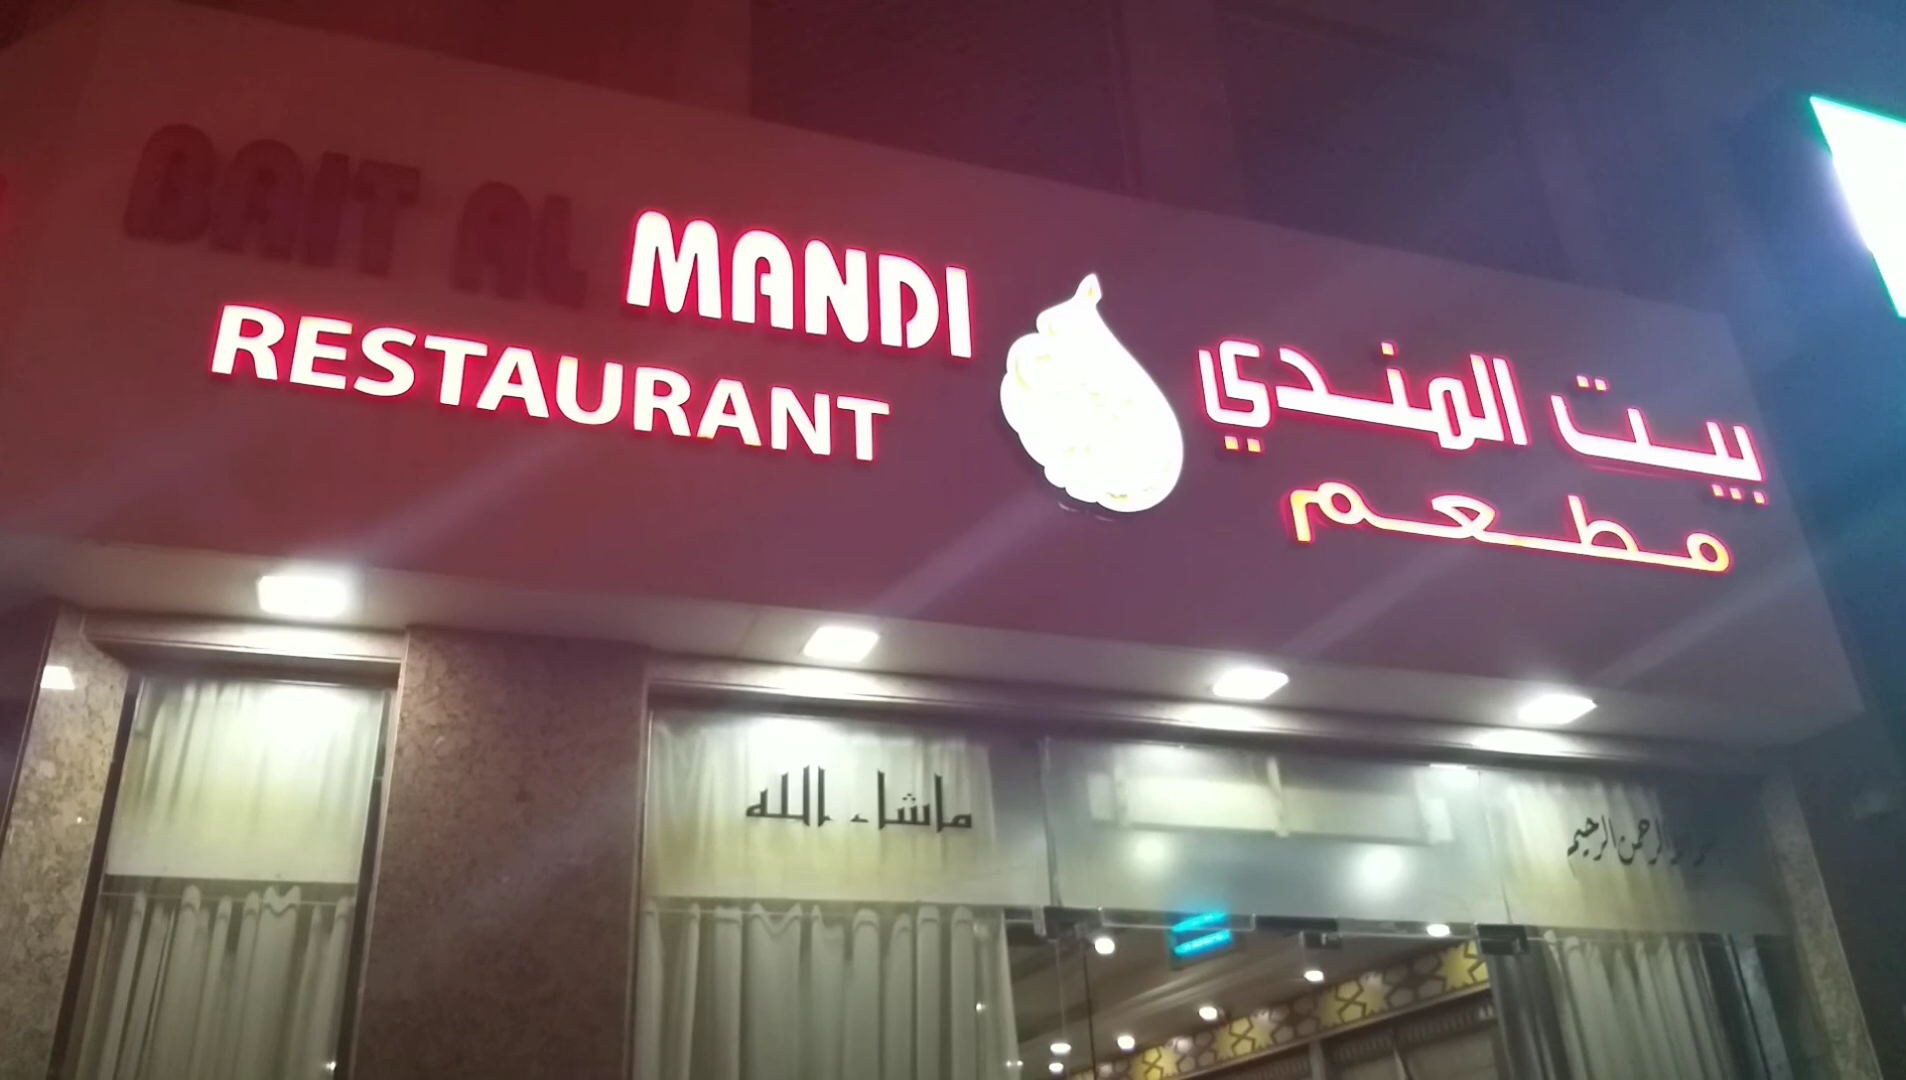 BAIT AL MANDI
RESTAURANT
بيت المندي
مطعم
ماشاء الله
الرحمن الرحيم